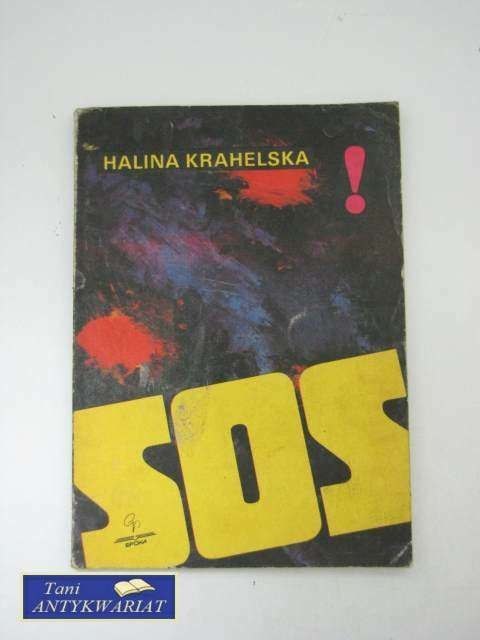 HALINA KRAHELSKA
!
SOS
EPOKA
Tani
ANTYKWARIAT